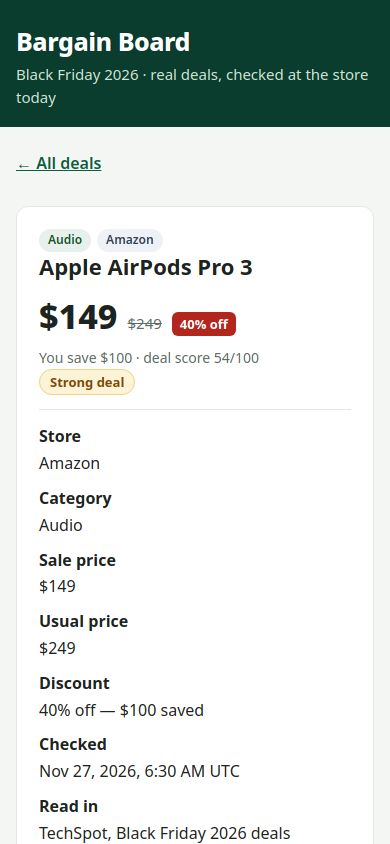 Bargain Board
Black Friday 2026 · real deals, checked at the store
today
← All deals
Audio
Amazon
Apple AirPods Pro 3
$149 $249 40% off
You save $100 · deal score 54/100
Strong deal
Store
Amazon
Category
Audio
Sale price
$149
Usual price
$249
Discount
40% off — $100 saved
Checked
Nov 27, 2026, 6:30 AM UTC
Read in
TechSpot, Black Friday 2026 deals